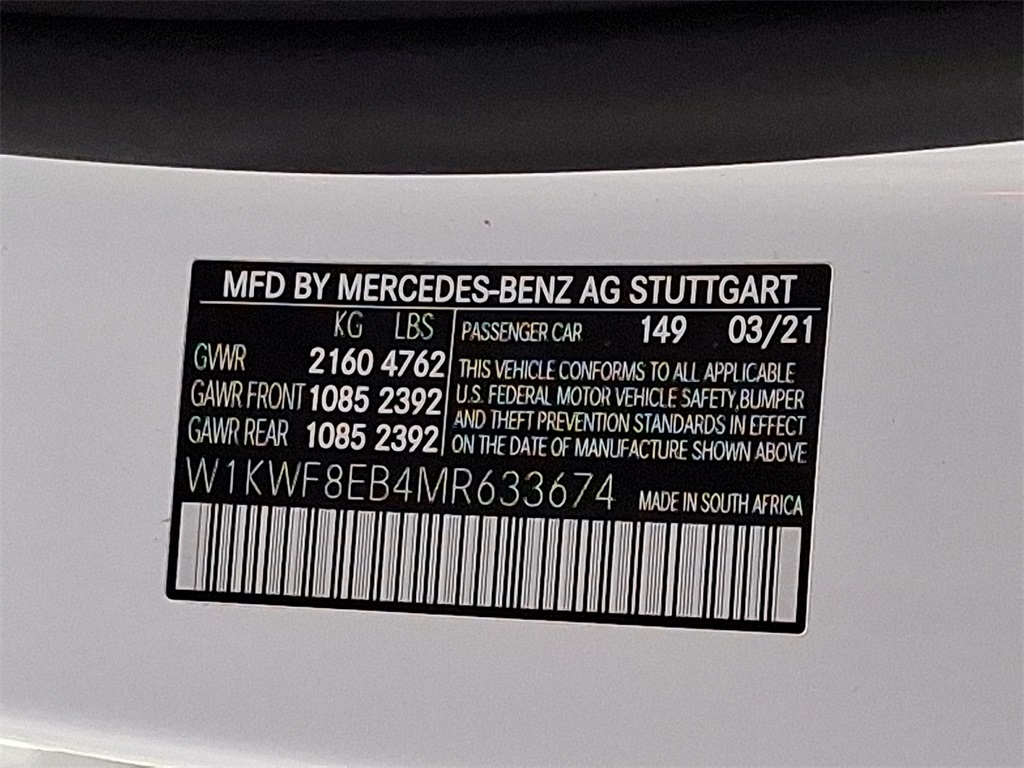 MFD BY MERCEDES-BENZ AG STUTTGART
KG LBS
GVWR 2160 4762
GAWR FRONT 1085 2392
GAWR REAR 1085 2392
PASSENGER CAR 149 03/21
THIS VEHICLE CONFORMS TO ALL APPLICABLE
U.S. FEDERAL MOTOR VEHICLE SAFETY, BUMPER
AND THEFT PREVENTION STANDARDS IN EFFECT
ON THE DATE OF MANUFACTURE SHOWN ABOVE
W1KWF8EB4MR633674 MADE IN SOUTH AFRICA